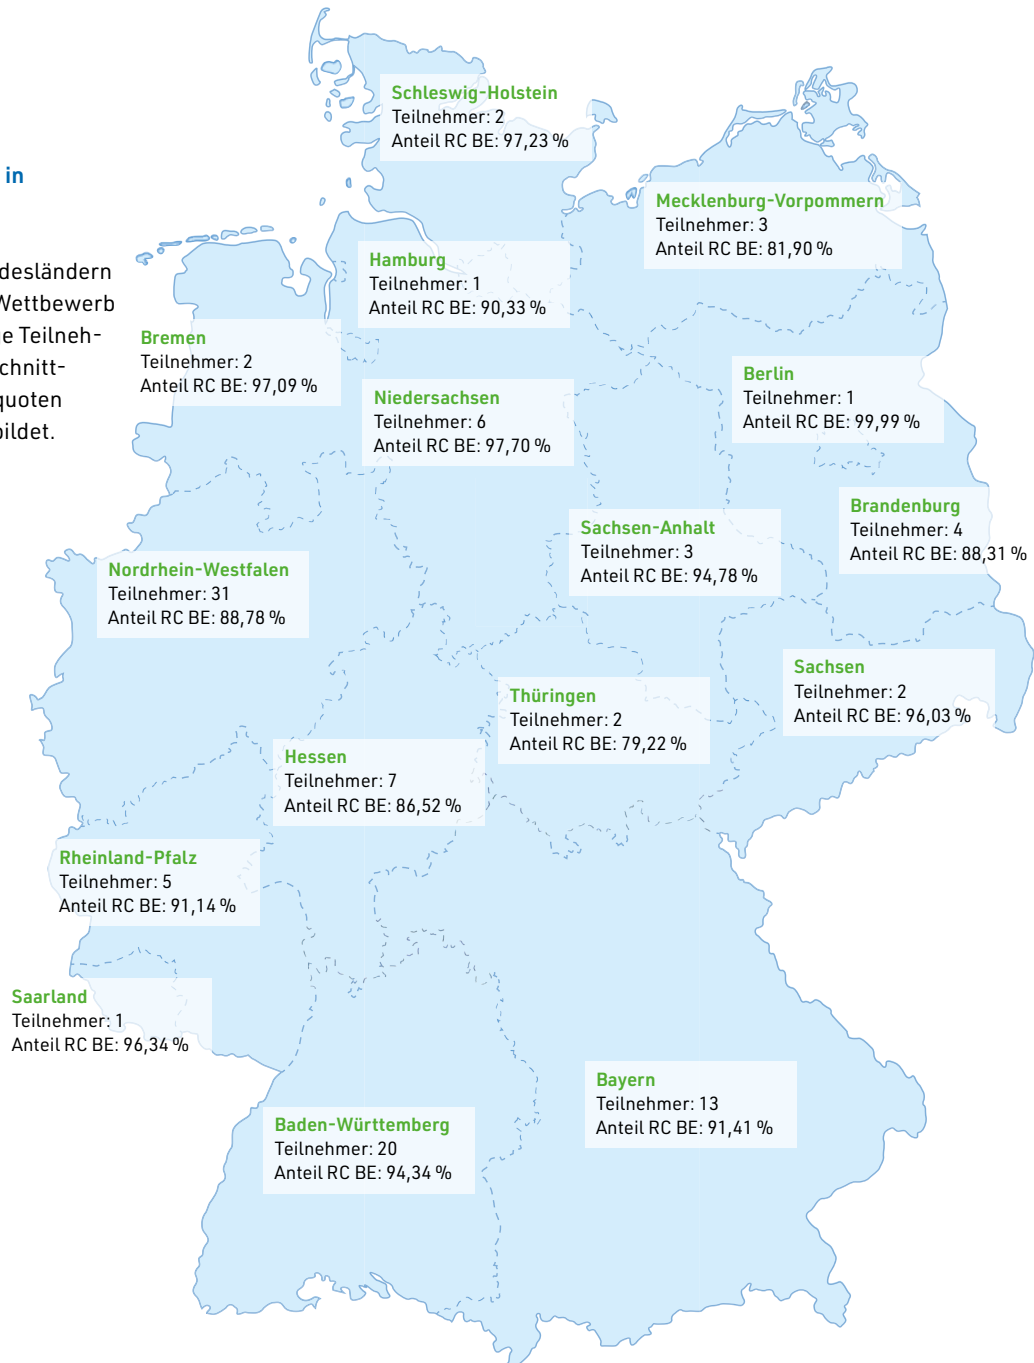 in
desländern
Wettbewerb
e Teilneh-
schnitt-
quoten
bildet.
Schleswig-Holstein
Teilnehmer: 2
Anteil RC BE: 97,23 %
Mecklenburg-Vorpommern
Teilnehmer: 3
Anteil RC BE: 81,90 %
Hamburg
Teilnehmer: 1
Anteil RC BE: 90,33 %
Bremen
Teilnehmer: 2
Anteil RC BE: 97,09 %
Niedersachsen
Teilnehmer: 6
Anteil RC BE: 97,70 %
Berlin
Teilnehmer: 1
Anteil RC BE: 99,99 %
Brandenburg
Teilnehmer: 4
Anteil RC BE: 88,31 %
Sachsen-Anhalt
Teilnehmer: 3
Anteil RC BE: 94,78 %
Nordrhein-Westfalen
Teilnehmer: 31
Anteil RC BE: 88,78 %
Sachsen
Teilnehmer: 2
Anteil RC BE: 96,03 %
Thüringen
Teilnehmer: 2
Anteil RC BE: 79,22 %
Hessen
Teilnehmer: 7
Anteil RC BE: 86,52 %
Rheinland-Pfalz
Teilnehmer: 5
Anteil RC BE: 91,14 %
Saarland
Teilnehmer: 1
Anteil RC BE: 96,34 %
Bayern
Teilnehmer: 13
Anteil RC BE: 91,41 %
Baden-Württemberg
Teilnehmer: 20
Anteil RC BE: 94,34 %